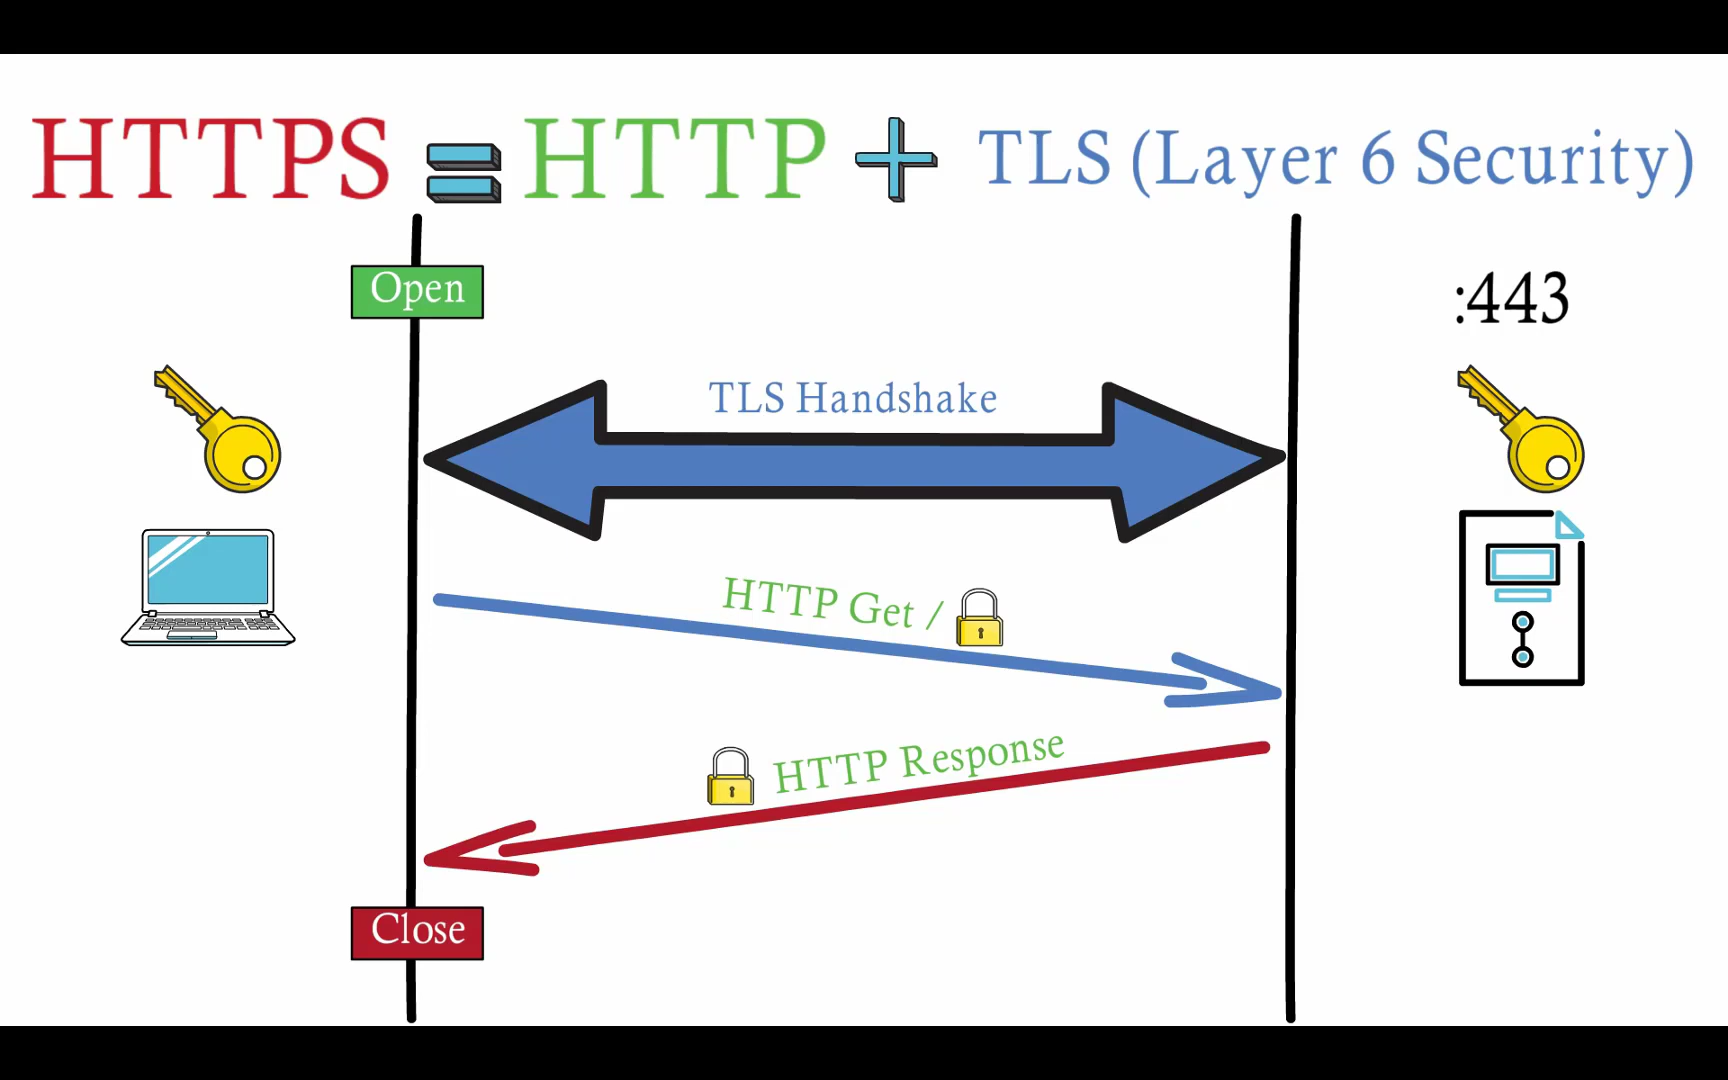 HTTPS = HTTP + TLS (Layer 6 Security)
Open
:443
TLS Handshake
HTTP Get /
HTTP Response
Close